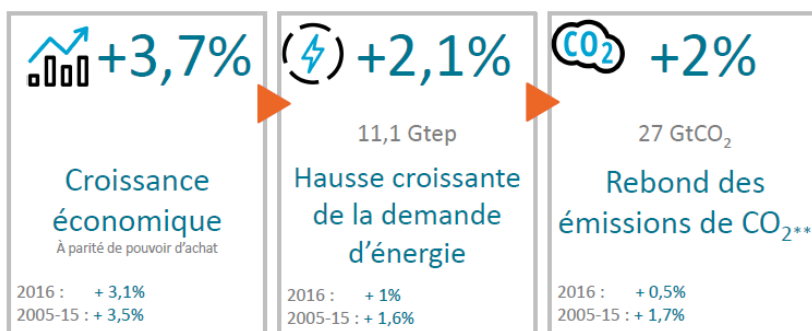 +3,7%
Croissance
économique
À parité de pouvoir d'achat
2016 : + 3,1%
2005-15 : + 3,5%
+2,1%
11,1 Gtep
Hausse croissante
de la demande
d'énergie
2016 : + 1%
2005-15 : + 1,6%
CO2
+2%
27 GtCO2
Rebond des
émissions de CO2**
2016 : + 0,5%
2005-15 : + 1,7%